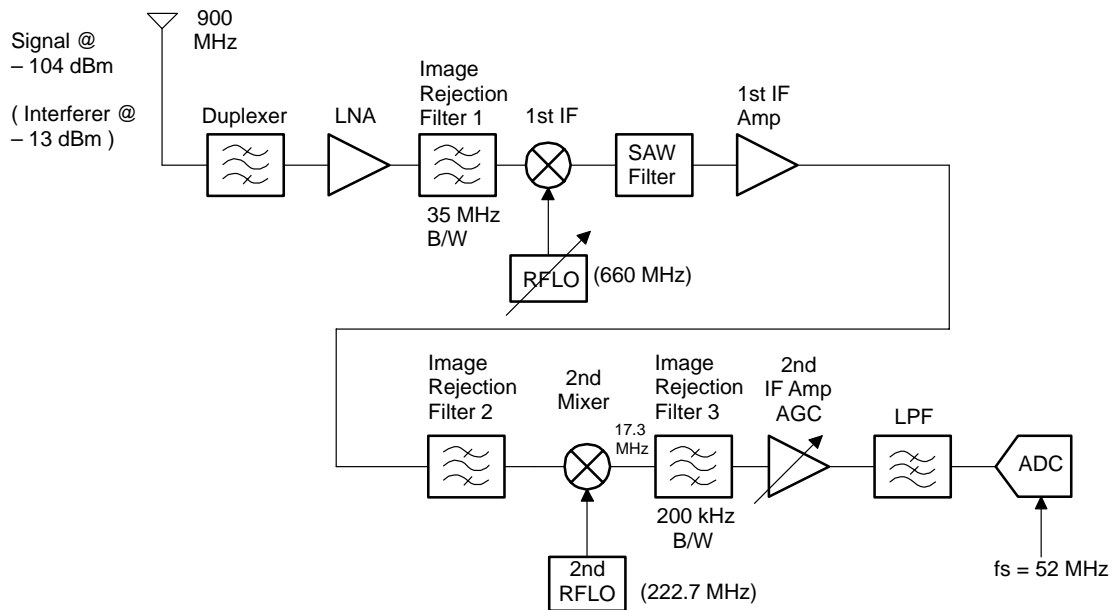 900
MHz
Signal @
– 104 dBm
( Interferer @
– 13 dBm )
Duplexer
LNA
Image
Rejection
Filter 1
1st IF
SAW
Filter
1st IF
Amp
35 MHz
B/W
RFLO
(660 MHz)
Image
Rejection
Filter 2
2nd
Mixer
17.3
MHz
Image
Rejection
Filter 3
2nd
IF Amp
AGC
LPF
ADC
200 kHz
B/W
2nd
RFLO
(222.7 MHz)
fs = 52 MHz